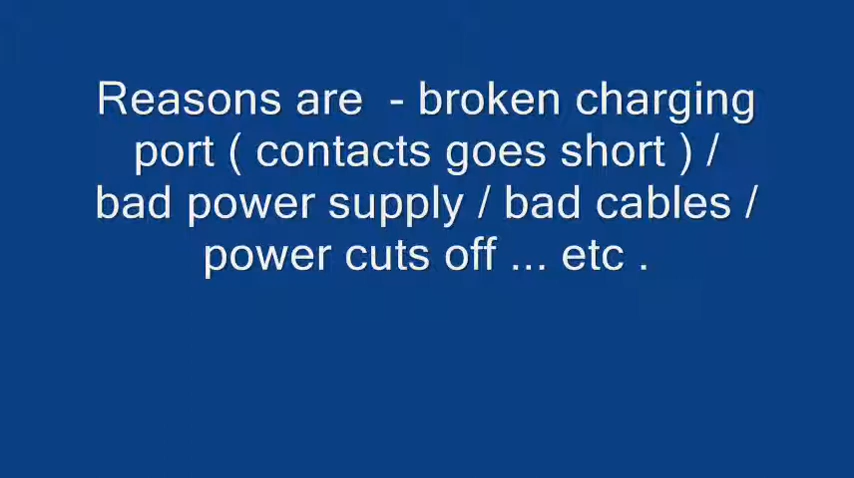 Reasons are  - broken charging
port ( contacts goes short ) /
bad power supply / bad cables /
power cuts off ... etc .